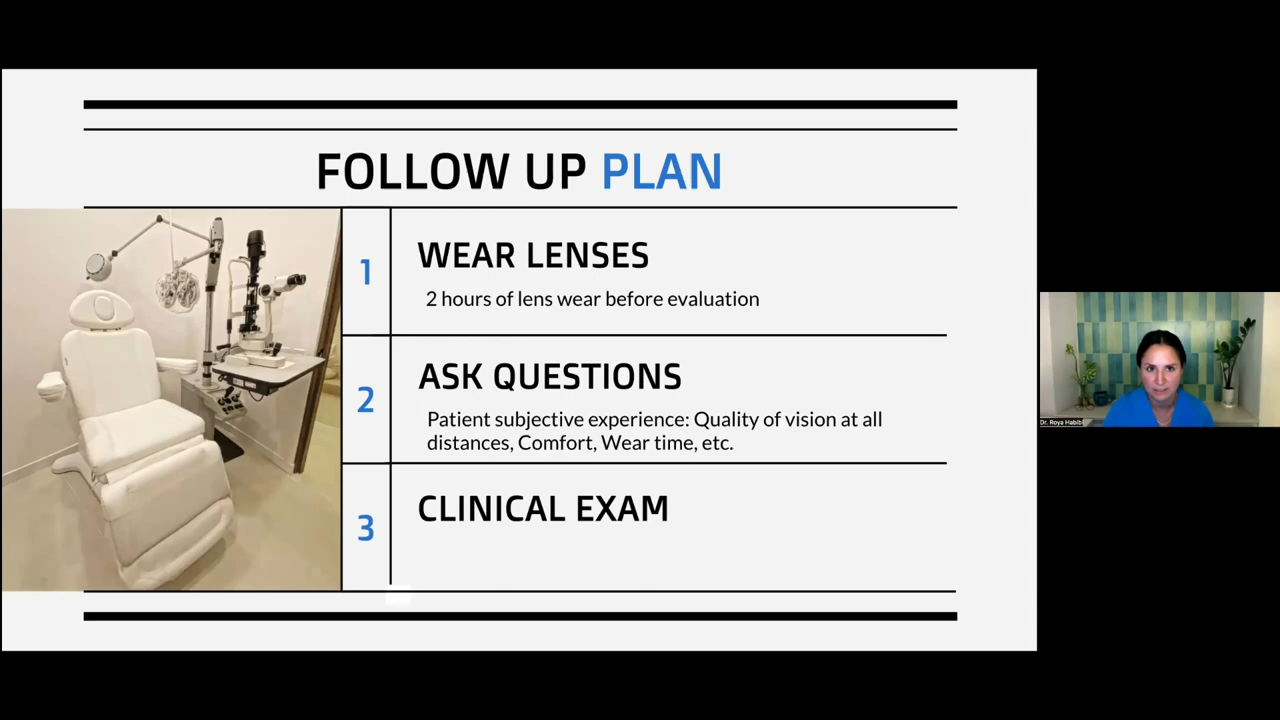 FOLLOW UP PLAN
1
WEAR LENSES
2 hours of lens wear before evaluation
2
ASK QUESTIONS
Patient subjective experience: Quality of vision at all
distances, Comfort, Wear time, etc.
3
CLINICAL EXAM
Dr. Roya Habibi